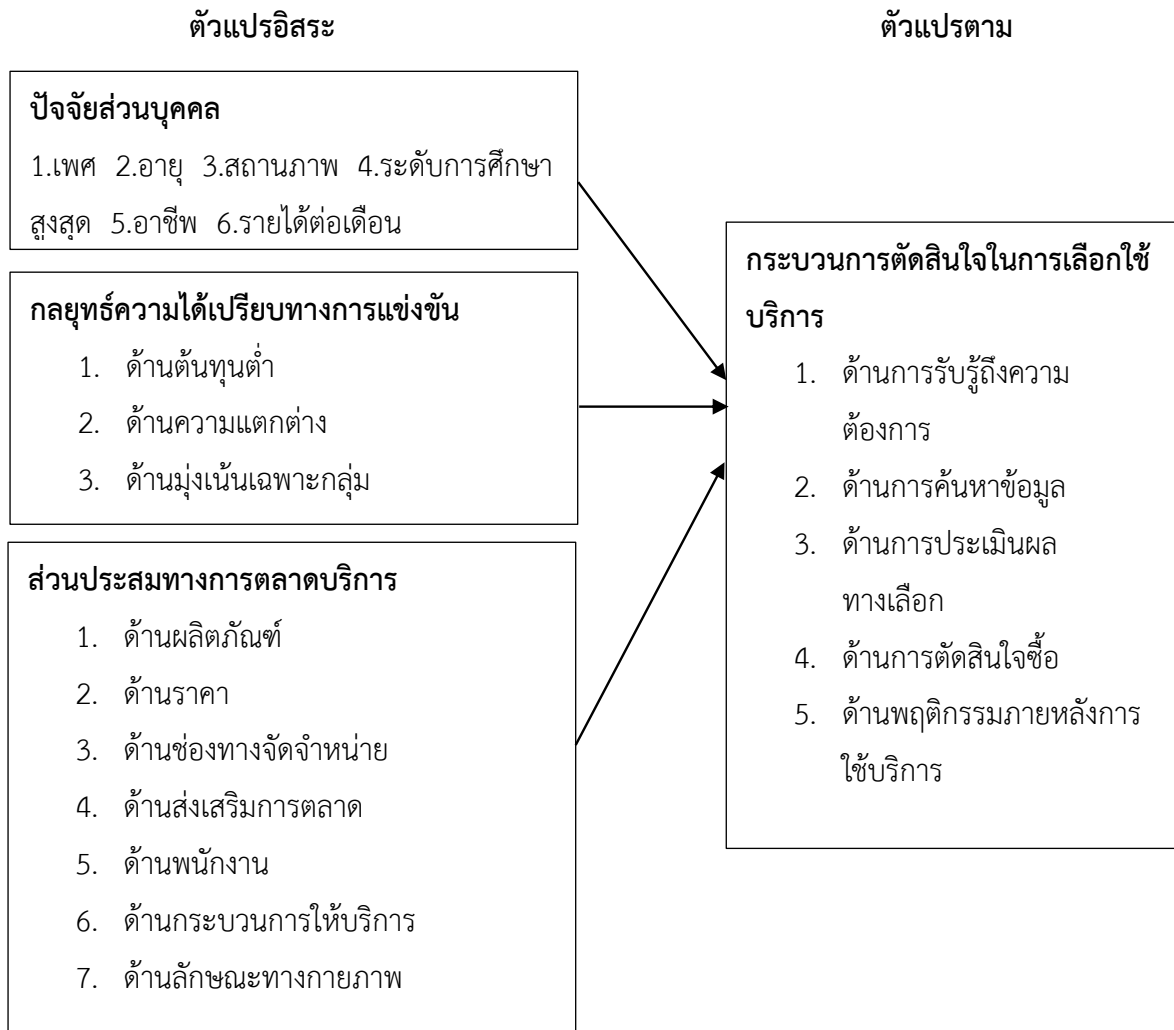 ตัวแปรอิสระ
ตัวแปรตาม
ปัจจัยส่วนบุคคล
1.เพศ 2.อายุ 3.สถานภาพ 4.ระดับการศึกษา
สูงสุด 5.อาชีพ 6.รายได้ต่อเดือน
กลยุทธ์ความได้เปรียบทางการแข่งขัน
1. ด้านต้นทุนต่ำ
2. ด้านความแตกต่าง
3. ด้านมุ่งเน้นเฉพาะกลุ่ม
ส่วนประสมทางการตลาดบริการ
1. ด้านผลิตภัณฑ์
2. ด้านราคา
3. ด้านช่องทางจัดจำหน่าย
4. ด้านส่งเสริมการตลาด
5. ด้านพนักงาน
6. ด้านกระบวนการให้บริการ
7. ด้านลักษณะทางกายภาพ
กระบวนการตัดสินใจในการเลือกใช้
บริการ
1. ด้านการรับรู้ถึงความ
ต้องการ
2. ด้านการค้นหาข้อมูล
3. ด้านการประเมินผล
ทางเลือก
4. ด้านการตัดสินใจซื้อ
5. ด้านพฤติกรรมภายหลังการ
ใช้บริการ